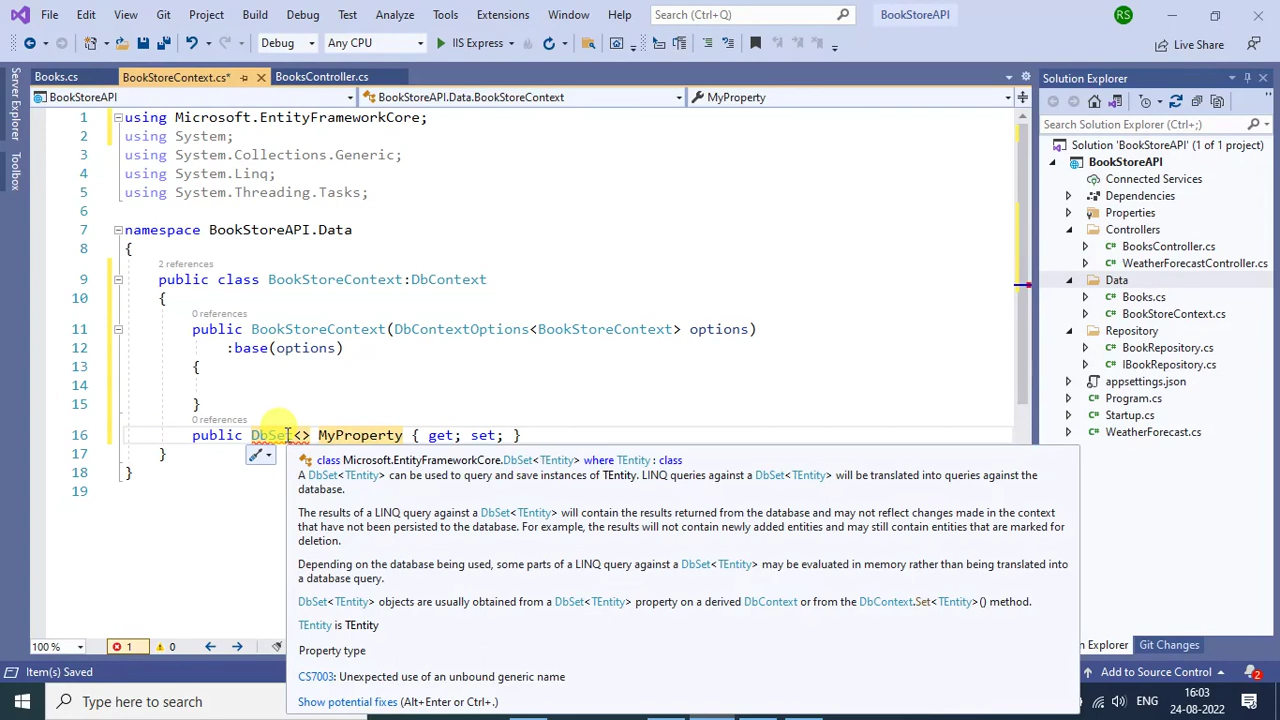 File Edit View Git Project Build Debug Test Analyze Tools Extensions Window Help Search (Ctrl+Q) BookStoreAPI RS
Debug Any CPU IIS Express Live Share
Server Explorer
Toolbox
Books.cs BookStoreContext.cs* BooksController.cs
BookStoreAPI BookStoreAPI.Data.BookStoreContext MyProperty
1 using Microsoft.EntityFrameworkCore;
2 using System;
3 using System.Collections.Generic;
4 using System.Linq;
5 using System.Threading.Tasks;
6
7 namespace BookStoreAPI.Data
8 {
2 references
9 public class BookStoreContext:DbContext
10 {
0 references
11 public BookStoreContext(DbContextOptions<BookStoreContext> options)
12 :base(options)
13 {
14
15 }
0 references
16 public DbSet<> MyProperty { get; set; }
17 }
18 }
19
class Microsoft.EntityFrameworkCore.DbSet<TEntity> where TEntity : class
A DbSet<TEntity> can be used to query and save instances of TEntity. LINQ queries against a DbSet<TEntity> will be translated into queries against the
database.
The results of a LINQ query against a DbSet<TEntity> will contain the results returned from the database and may not reflect changes made in the context
that have not been persisted to the database. For example, the results will not contain newly added entities and may still contain entities that are marked for
deletion.
Depending on the database being used, some parts of a LINQ query against a DbSet<TEntity> may be evaluated in memory rather than being translated into
a database query.
DbSet<TEntity> objects are usually obtained from a DbSet<TEntity> property on a derived DbContext or from the DbContext.Set<TEntity>() method.
TEntity is TEntity
Property type
CS7003: Unexpected use of an unbound generic name
Show potential fixes (Alt+Enter or Ctrl+.)
Solution Explorer
Search Solution Explorer (Ctrl+;)
Solution 'BookStoreAPI' (1 of 1 project)
BookStoreAPI
Connected Services
Dependencies
Properties
Controllers
BooksController.cs
WeatherForecastController.cs
Data
Books.cs
BookStoreContext.cs
Repository
BookRepository.cs
IBookRepository.cs
appsettings.json
Program.cs
Startup.cs
WeatherForecast.cs
Explorer Git Changes
100 % 1 0
Item(s) Saved Add to Source Control 2
Type here to search ENG 16:03
24-08-2022